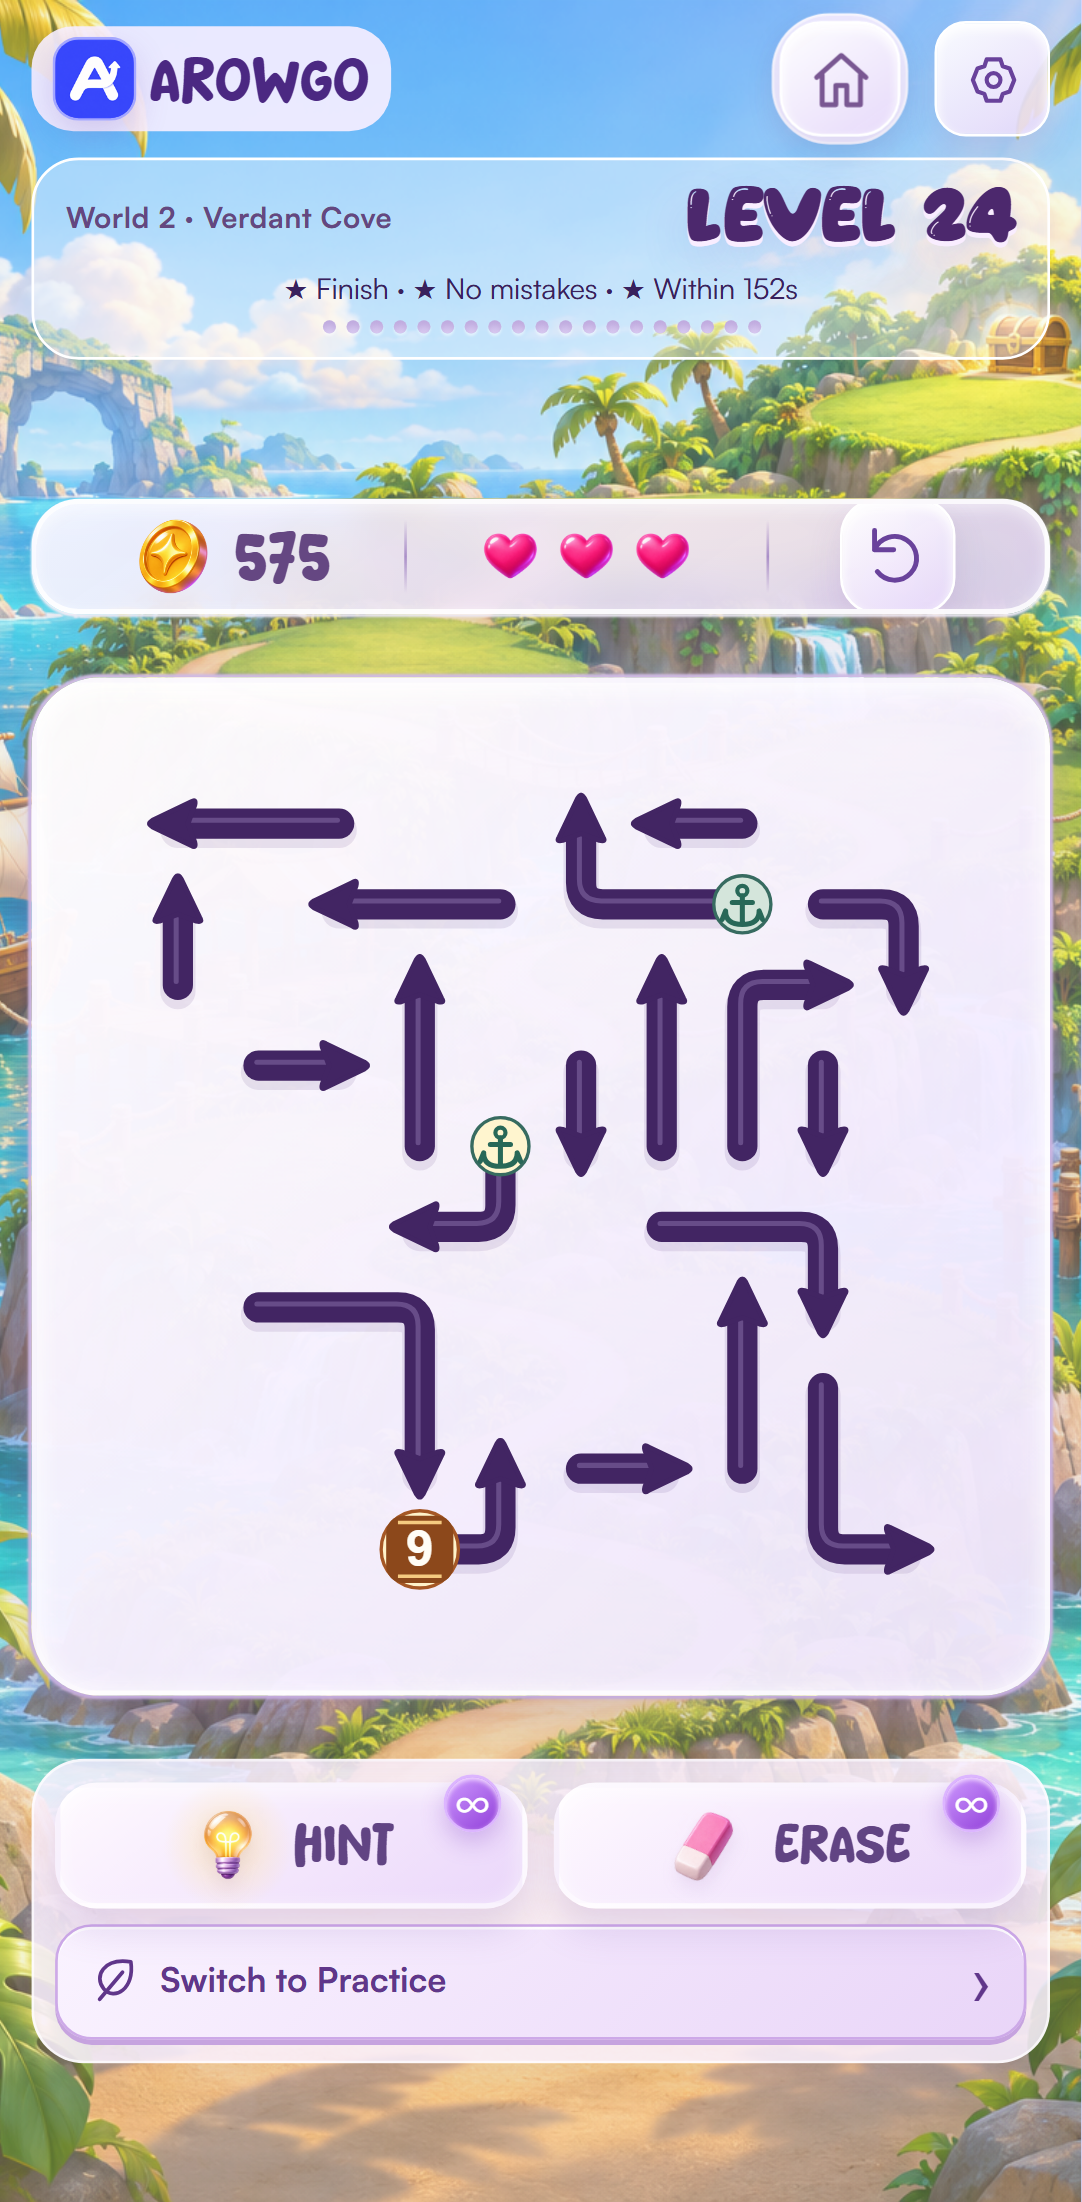 AROWGO
World 2 • Verdant Cove
LEVEL 24
★ Finish • ★ No mistakes • ★ Within 152s
575
9
HINT
∞
ERASE
∞
Switch to Practice